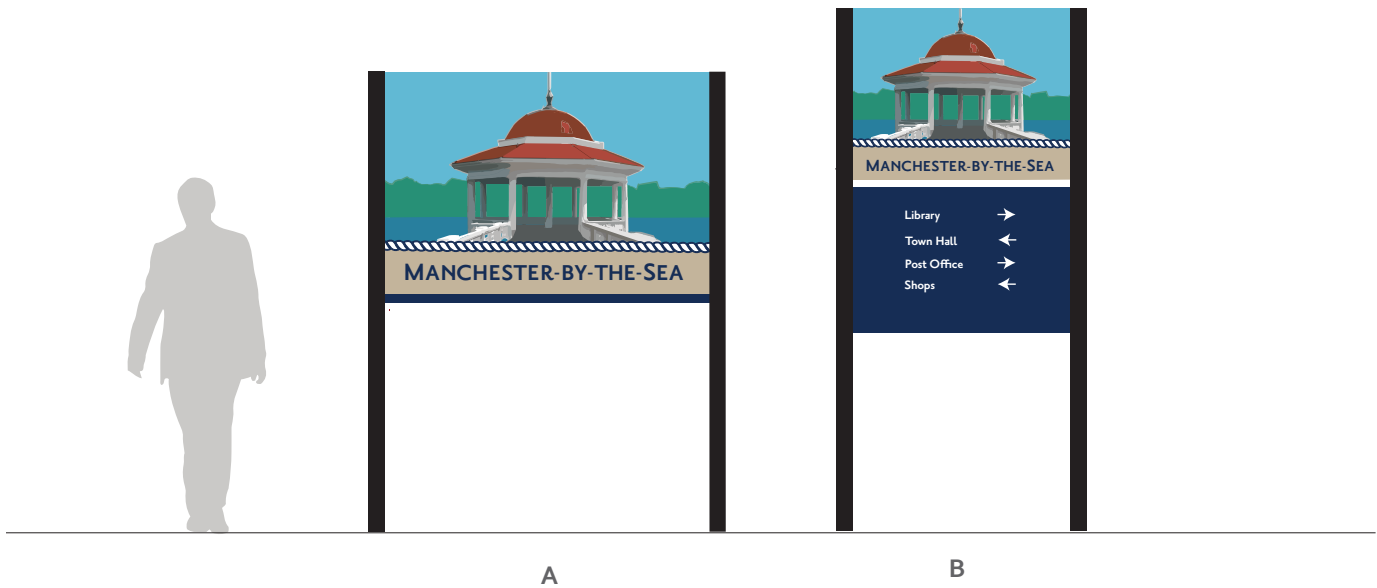 MANCHESTER-BY-THE-SEA
A
MANCHESTER-BY-THE-SEA
Library →
Town Hall ←
Post Office →
Shops ←
B